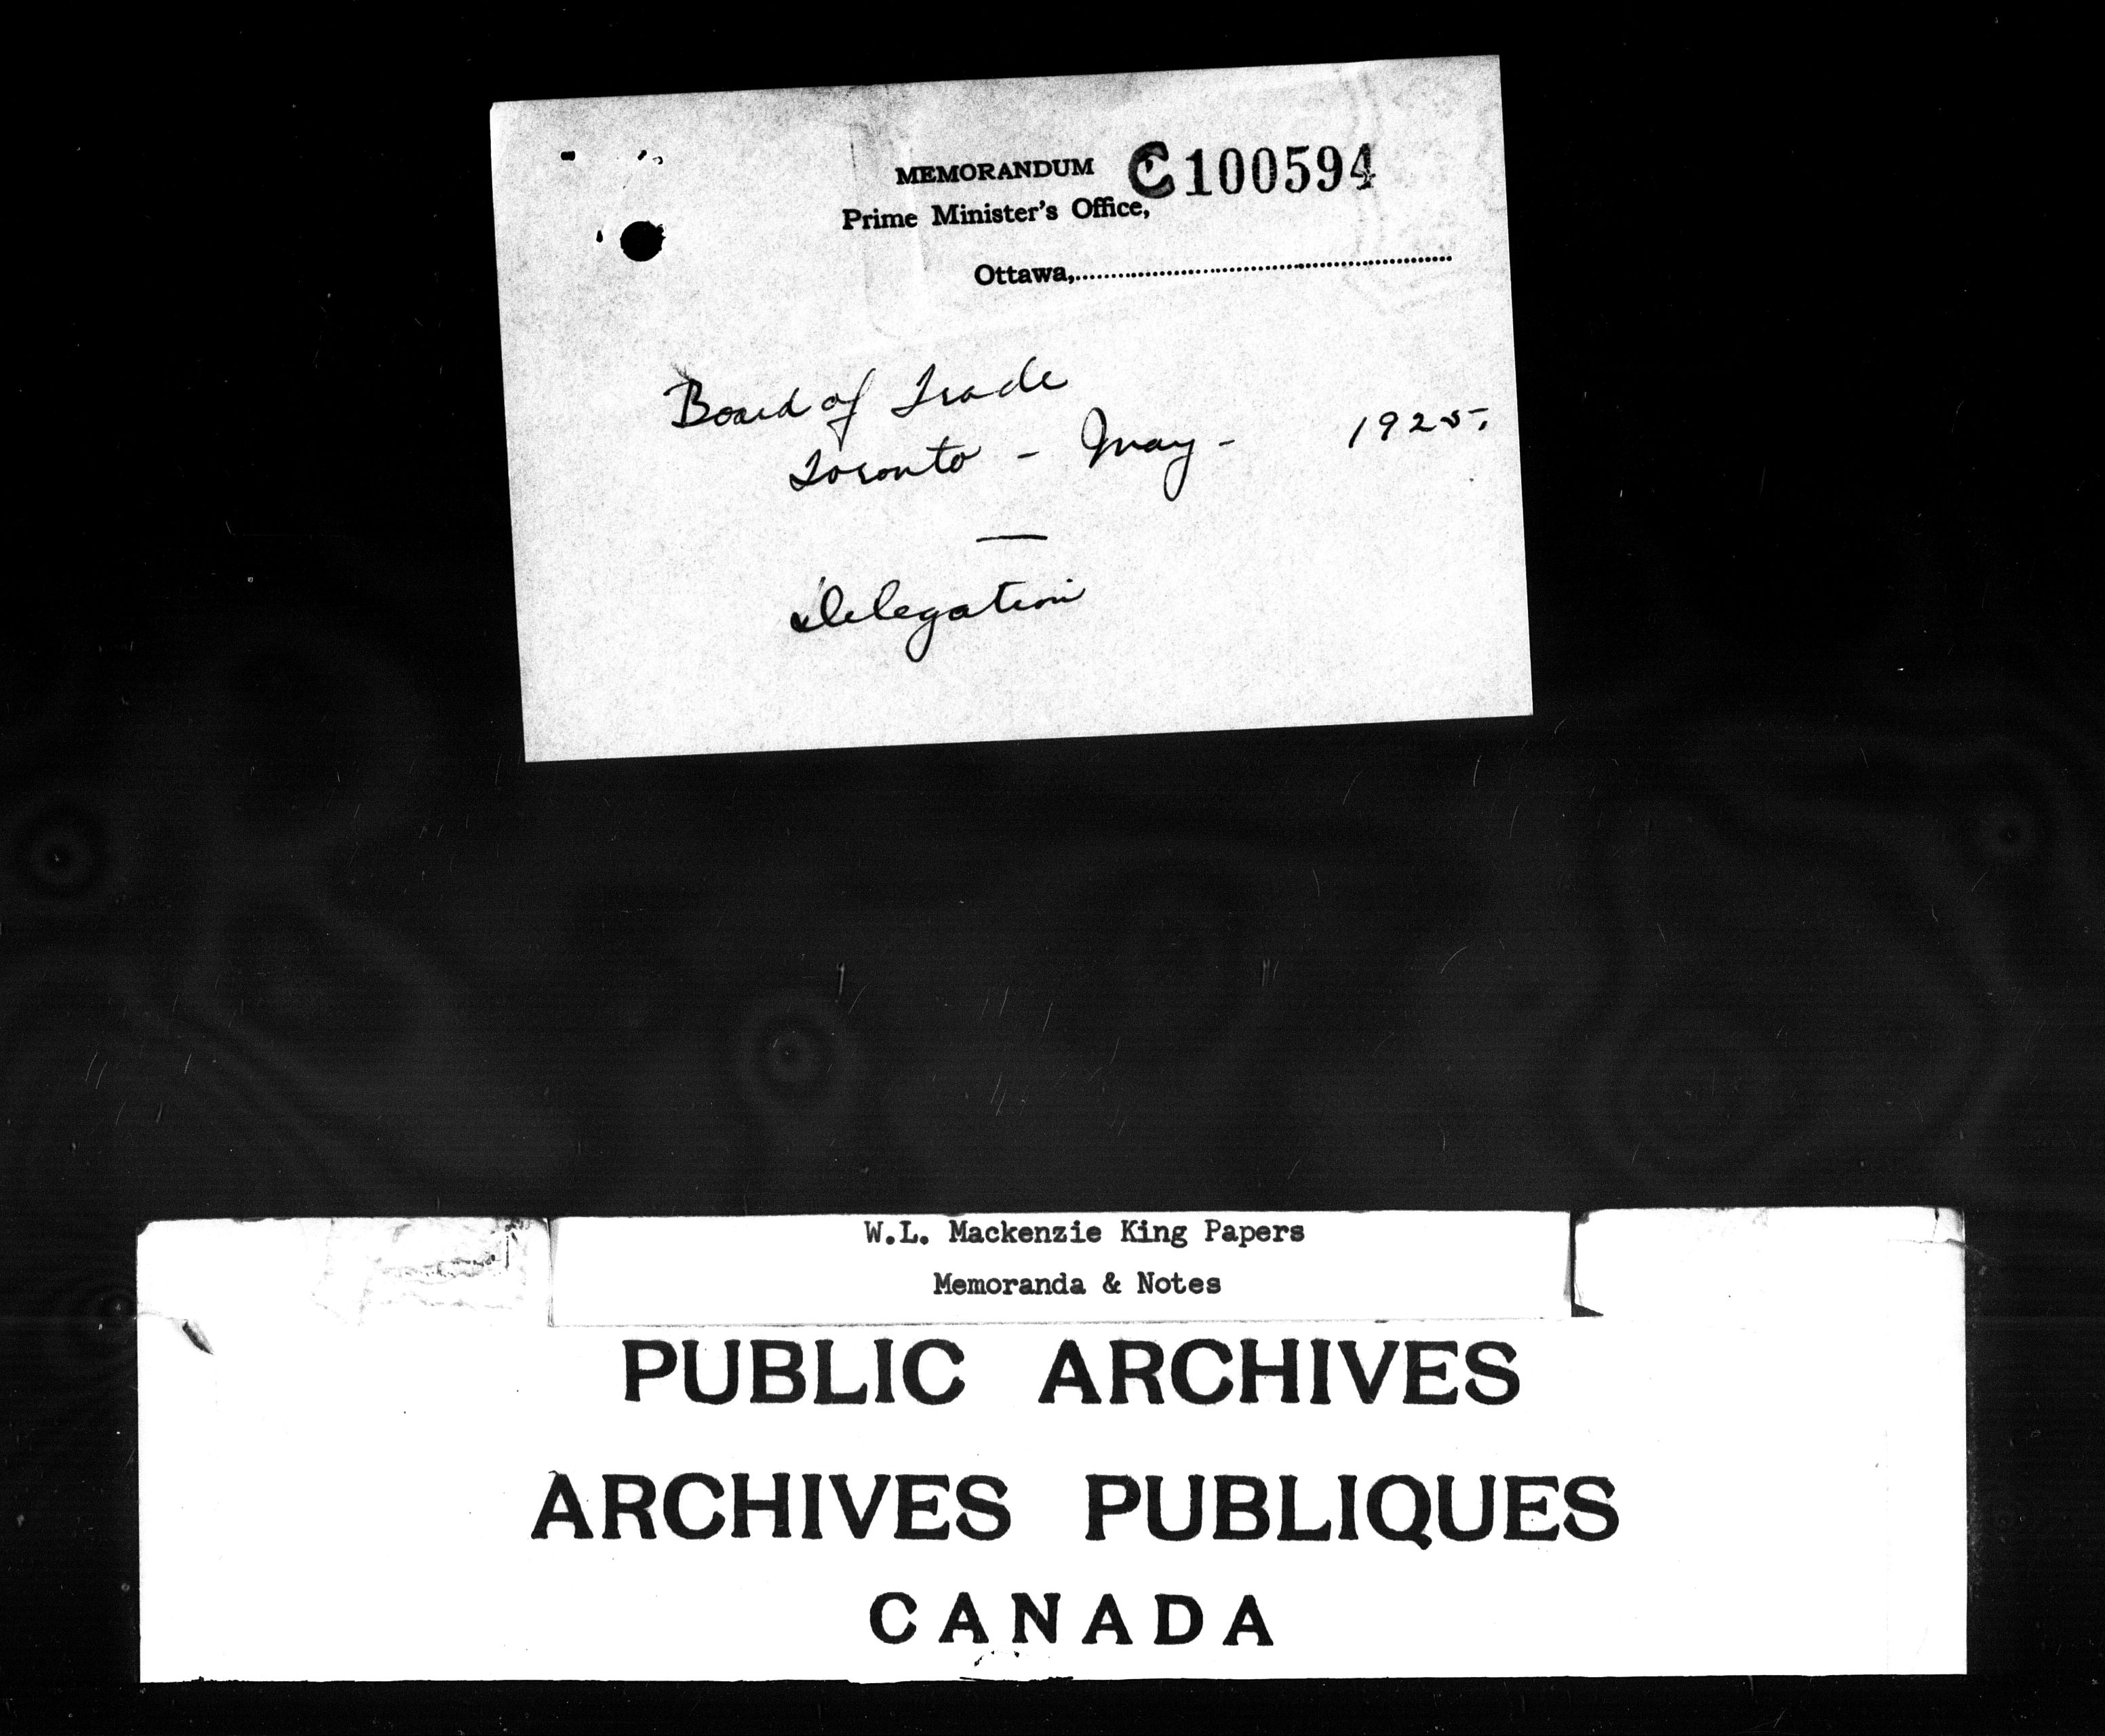 MEMORANDUM C100594
Prime Minister's Office,
Ottawa,
Board of Trade
Toronto - May - 1925.
—
Delegation
W.L. Mackenzie King Papers
Memoranda & Notes
PUBLIC ARCHIVES
ARCHIVES PUBLIQUES
CANADA